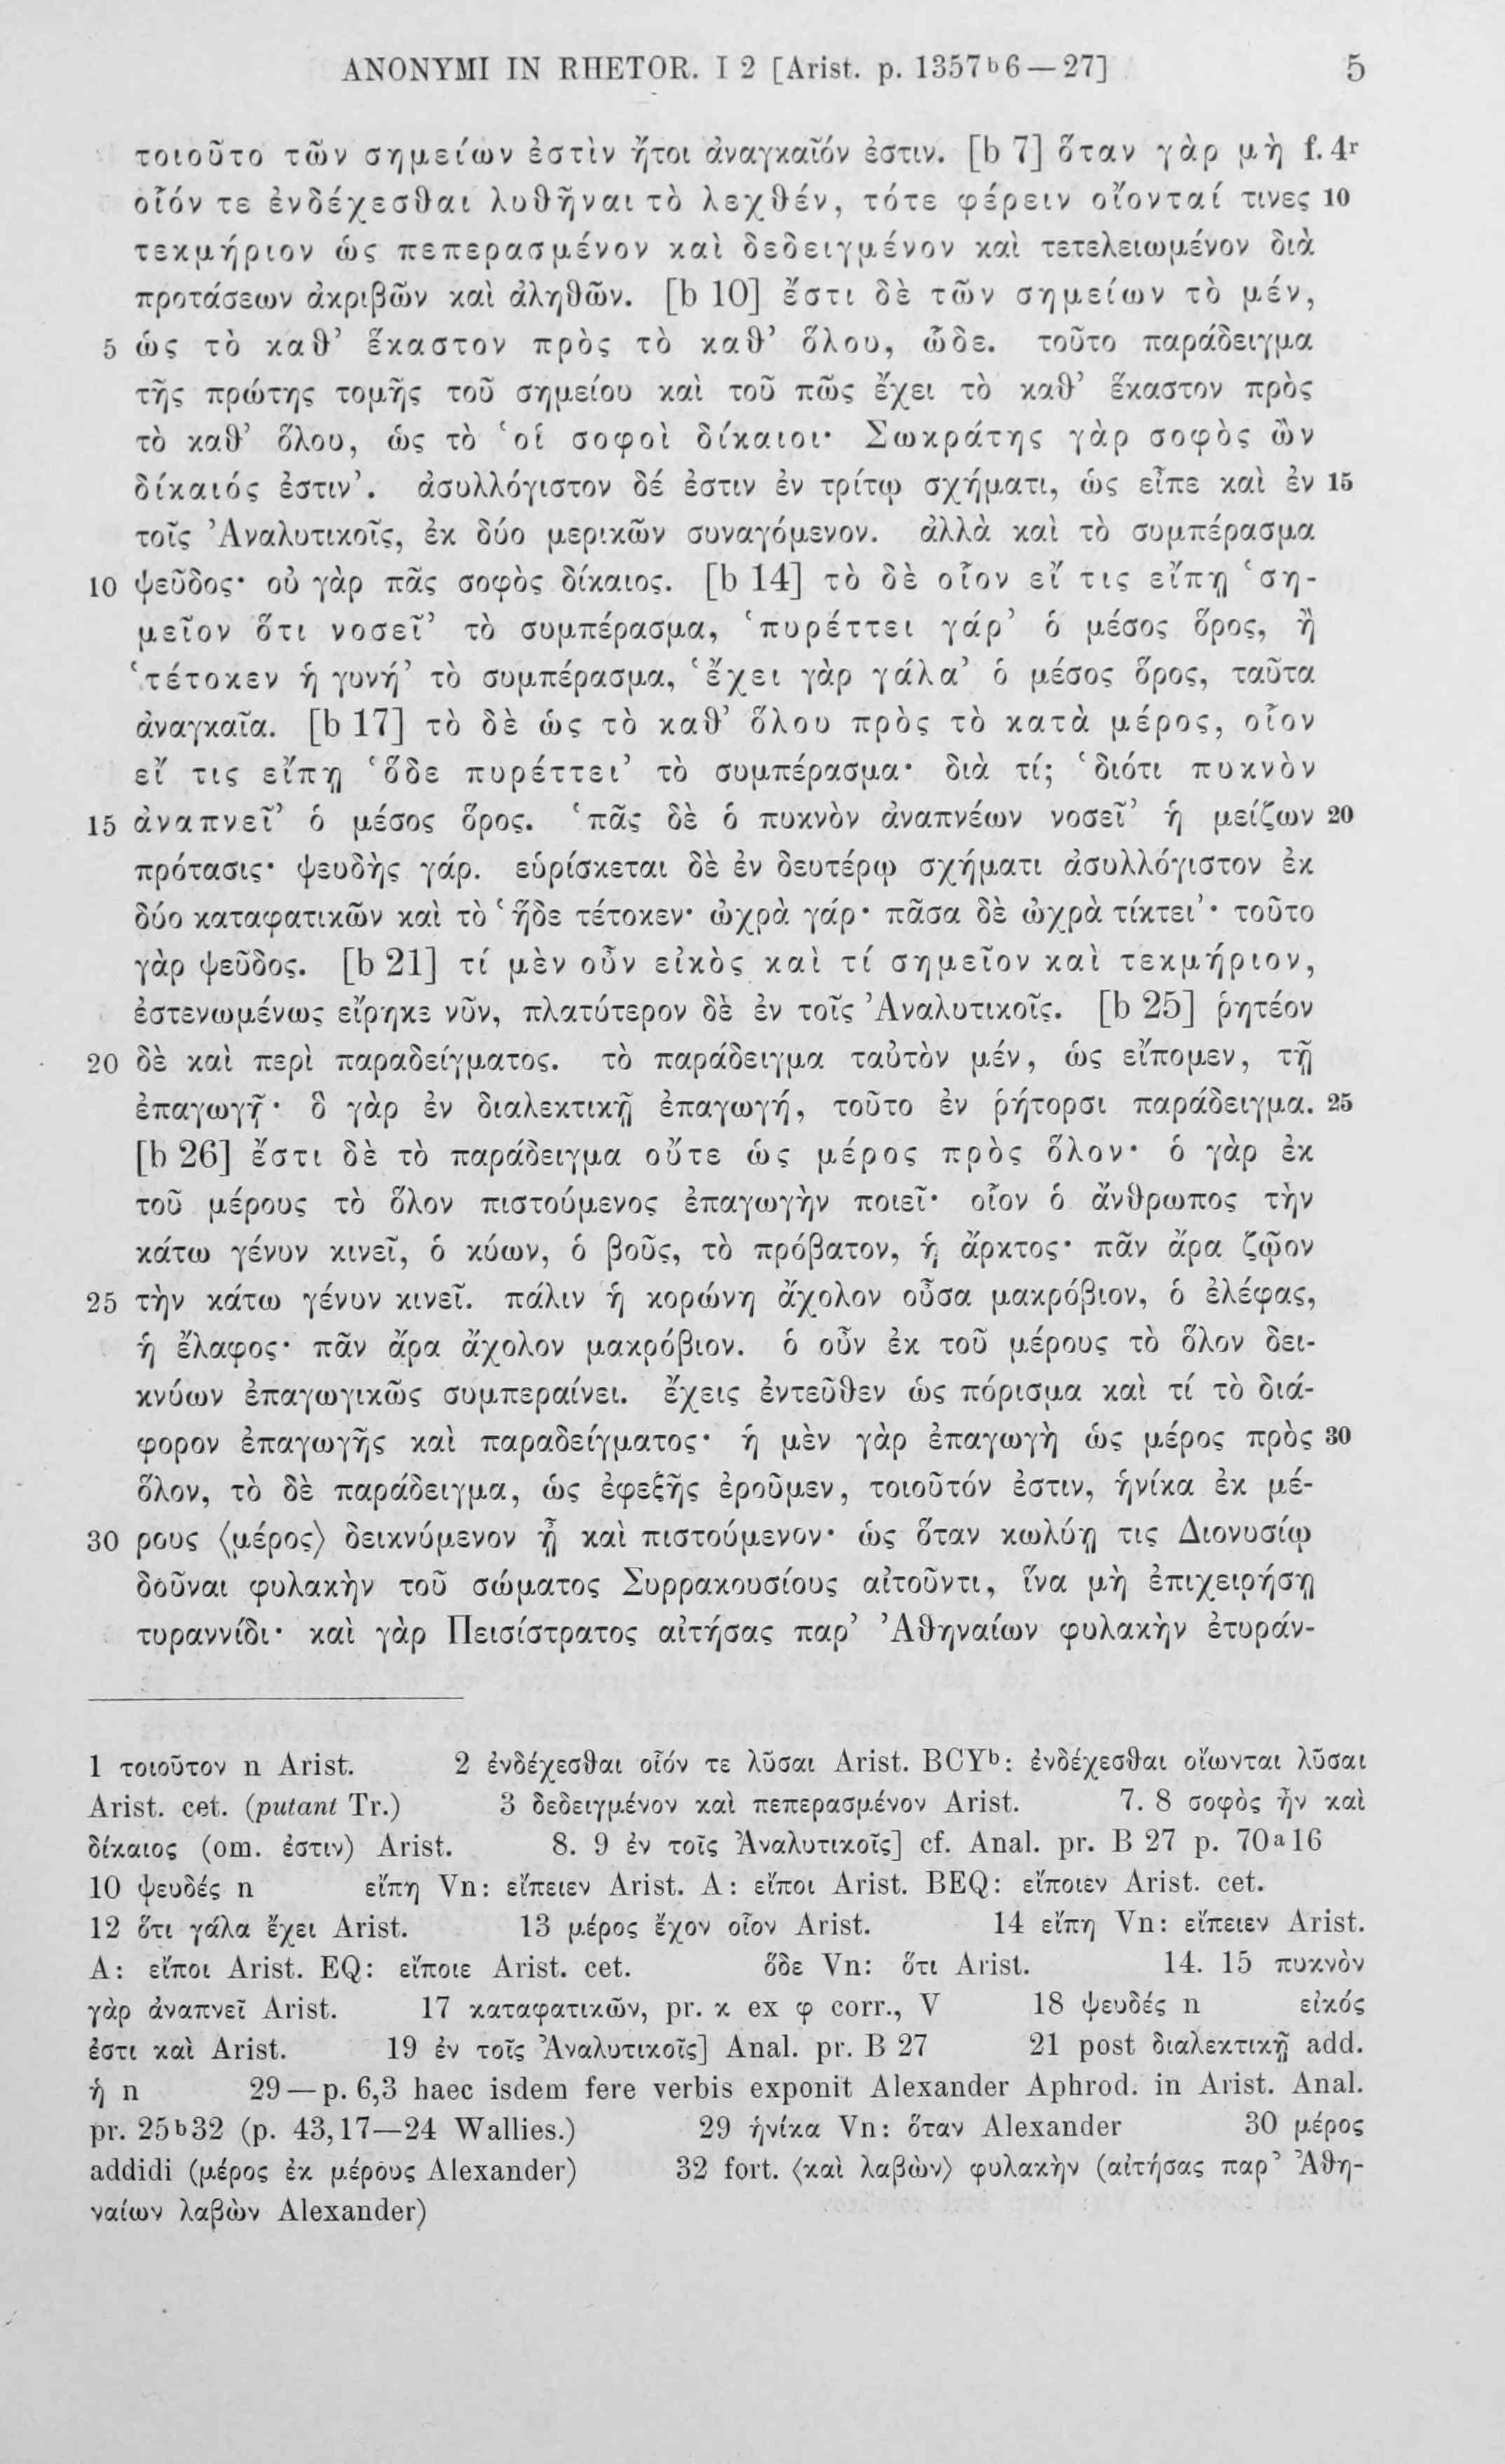 ANONYMI IN RHETOR. I 2 [Arist. p. 1357ᵇ6—27] 5
τοιοῦτο τῶν σημείων ἐστὶν ἤτοι ἀναγκαῖόν ἐστιν. [b 7] ὅταν γὰρ μὴ f. 4ʳ
οἷόν τε ἐνδέχεσθαι λυθῆναι τὸ λεχθέν, τότε φέρειν οἴονταί τινες 10
τεκμήριον ὡς πεπερασμένον καὶ δεδειγμένον καὶ τετελειωμένον διὰ
προτάσεων ἀκριβῶν καὶ ἀληθῶν. [b 10] ἔστι δὲ τῶν σημείων τὸ μέν,
5 ὡς τὸ καθ’ ἕκαστον πρὸς τὸ καθ’ ὅλου, ὧδε. τοῦτο παράδειγμα
τῆς πρώτης τομῆς τοῦ σημείου καὶ τοῦ πῶς ἔχει τὸ καθ’ ἕκαστον πρὸς
τὸ καθ’ ὅλου, ὡς τὸ ‘οἱ σοφοὶ δίκαιοι· Σωκράτης γὰρ σοφὸς ὢν
δίκαιός ἐστιν’. ἀσυλλόγιστον δέ ἐστιν ἐν τρίτῳ σχήματι, ὡς εἶπε καὶ ἐν 15
τοῖς Ἀναλυτικοῖς, ἐκ δύο μερικῶν συναγόμενον. ἀλλὰ καὶ τὸ συμπέρασμα
10 ψεῦδος· οὐ γὰρ πᾶς σοφὸς δίκαιος. [b 14] τὸ δὲ οἷον εἴ τις εἴπῃ ‘ση-
μεῖον ὅτι νοσεῖ’ τὸ συμπέρασμα, ‘πυρέττει γάρ’ ὁ μέσος ὅρος, ἢ
‘τέτοκεν ἡ γυνή’ τὸ συμπέρασμα, ‘ἔχει γὰρ γάλα’ ὁ μέσος ὅρος, ταῦτα
ἀναγκαῖα. [b 17] τὸ δὲ ὡς τὸ καθ’ ὅλου πρὸς τὸ κατὰ μέρος, οἷον
εἴ τις εἴπῃ ‘ὅδε πυρέττει’ τὸ συμπέρασμα· διὰ τί; ‘διότι πυκνὸν
15 ἀναπνεῖ’ ὁ μέσος ὅρος. ‘πᾶς δὲ ὁ πυκνὸν ἀναπνέων νοσεῖ’ ἡ μείζων 20
πρότασις· ψευδὴς γάρ. εὑρίσκεται δὲ ἐν δευτέρῳ σχήματι ἀσυλλόγιστον ἐκ
δύο καταφατικῶν καὶ τὸ ‘ἥδε τέτοκεν· ὠχρὰ γάρ· πᾶσα δὲ ὠχρὰ τίκτει’· τοῦτο
γὰρ ψεῦδος. [b 21] τί μὲν οὖν εἰκὸς καὶ τί σημεῖον καὶ τεκμήριον,
ἐστενωμένως εἴρηκε νῦν, πλατύτερον δὲ ἐν τοῖς Ἀναλυτικοῖς. [b 25] ῥητέον
20 δὲ καὶ περὶ παραδείγματος. τὸ παράδειγμα ταὐτὸν μέν, ὡς εἴπομεν, τῇ
ἐπαγωγῇ· ὃ γὰρ ἐν διαλεκτικῇ ἐπαγωγή, τοῦτο ἐν ῥήτορσι παράδειγμα. 25
[b 26] ἔστι δὲ τὸ παράδειγμα οὔτε ὡς μέρος πρὸς ὅλον· ὁ γὰρ ἐκ
τοῦ μέρους τὸ ὅλον πιστούμενος ἐπαγωγὴν ποιεῖ· οἷον ὁ ἄνθρωπος τὴν
κάτω γένυν κινεῖ, ὁ κύων, ὁ βοῦς, τὸ πρόβατον, ἡ ἄρκτος· πᾶν ἄρα ζῷον
25 τὴν κάτω γένυν κινεῖ. πάλιν ἡ κορώνη ἄχολον οὖσα μακρόβιον, ὁ ἐλέφας,
ἡ ἔλαφος· πᾶν ἄρα ἄχολον μακρόβιον. ὁ οὖν ἐκ τοῦ μέρους τὸ ὅλον δει-
κνύων ἐπαγωγικῶς συμπεραίνει. ἔχεις ἐντεῦθεν ὡς πόρισμα καὶ τί τὸ διά-
φορον ἐπαγωγῆς καὶ παραδείγματος· ἡ μὲν γὰρ ἐπαγωγὴ ὡς μέρος πρὸς 30
ὅλον, τὸ δὲ παράδειγμα, ὡς ἐφεξῆς ἐροῦμεν, τοιοῦτόν ἐστιν, ἡνίκα ἐκ μέ-
30 ρους ⟨μέρος⟩ δεικνύμενον ᾖ καὶ πιστούμενον· ὡς ὅταν κωλύῃ τις Διονυσίῳ
δοῦναι φυλακὴν τοῦ σώματος Συρρακουσίους αἰτοῦντι, ἵνα μὴ ἐπιχειρήσῃ
τυραννίδι· καὶ γὰρ Πεισίστρατος αἰτήσας παρ’ Ἀθηναίων φυλακὴν ἐτυράν-
1 τοιοῦτον n Arist. 2 ἐνδέχεσθαι οἷόν τε λῦσαι Arist. BCYᵇ: ἐνδέχεσθαι οἴωνται λῦσαι
Arist. cet. (putant Tr.) 3 δεδειγμένον καὶ πεπερασμένον Arist. 7. 8 σοφὸς ἦν καὶ
δίκαιος (om. ἐστιν) Arist. 8. 9 ἐν τοῖς Ἀναλυτικοῖς] cf. Anal. pr. B 27 p. 70ᵃ16
10 ψευδές n εἴπῃ Vn: εἴπειεν Arist. A: εἴποι Arist. BEQ: εἴποιεν Arist. cet.
12 ὅτι γάλα ἔχει Arist. 13 μέρος ἔχον οἷον Arist. 14 εἴπῃ Vn: εἴπειεν Arist.
A: εἴποι Arist. EQ: εἴποιε Arist. cet. ὅδε Vn: ὅτι Arist. 14. 15 πυκνὸν
γὰρ ἀναπνεῖ Arist. 17 καταφατικῶν, pr. κ ex φ corr., V 18 ψευδές n εἰκός
ἐστι καὶ Arist. 19 ἐν τοῖς Ἀναλυτικοῖς] Anal. pr. B 27 21 post διαλεκτικῇ add.
ἡ n 29—p. 6,3 haec isdem fere verbis exponit Alexander Aphrod. in Arist. Anal.
pr. 25ᵇ32 (p. 43,17—24 Wallies.) 29 ἡνίκα Vn: ὅταν Alexander 30 μέρος
addidi (μέρος ἐκ μέρους Alexander) 32 fort. ⟨καὶ λαβὼν⟩ φυλακὴν (αἰτήσας παρ’ Ἀθη-
ναίων λαβὼν Alexander)